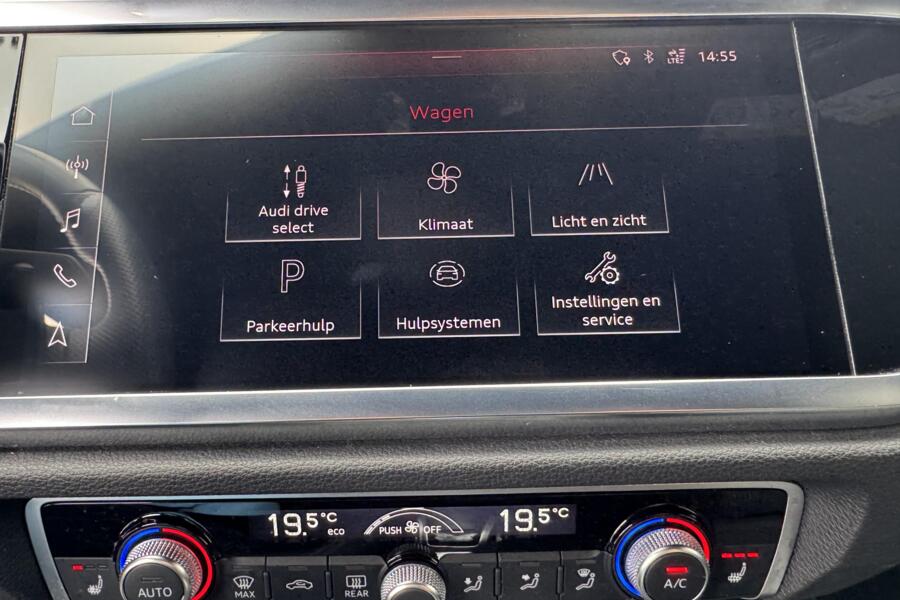 LTE 14:55
Wagen
Audi drive
select
Klimaat
Licht en zicht
P
Parkeerhulp
Hulpsystemen
Instellingen en
service
19.5°C eco
PUSH OFF
19.5°C
AUTO
MAX
REAR
A/C